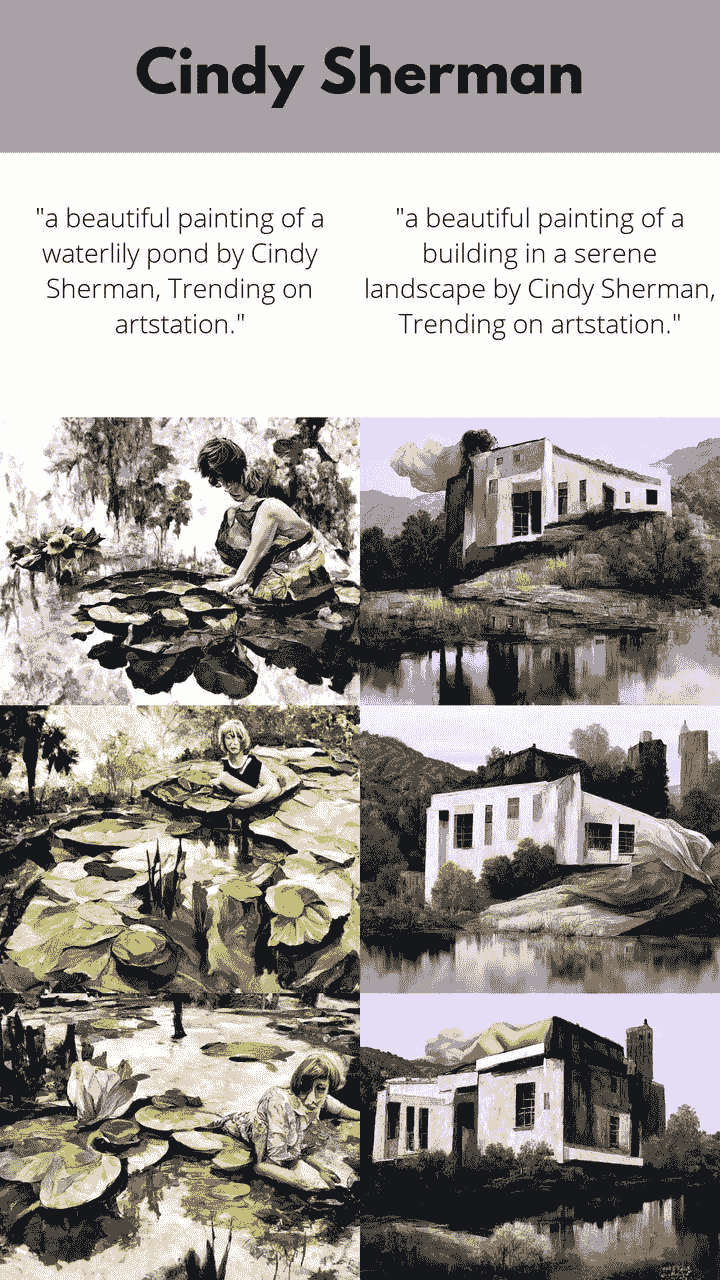 Cindy Sherman
"a beautiful painting of a
waterlily pond by Cindy
Sherman, Trending on
artstation."
"a beautiful painting of a
building in a serene
landscape by Cindy Sherman,
Trending on artstation."